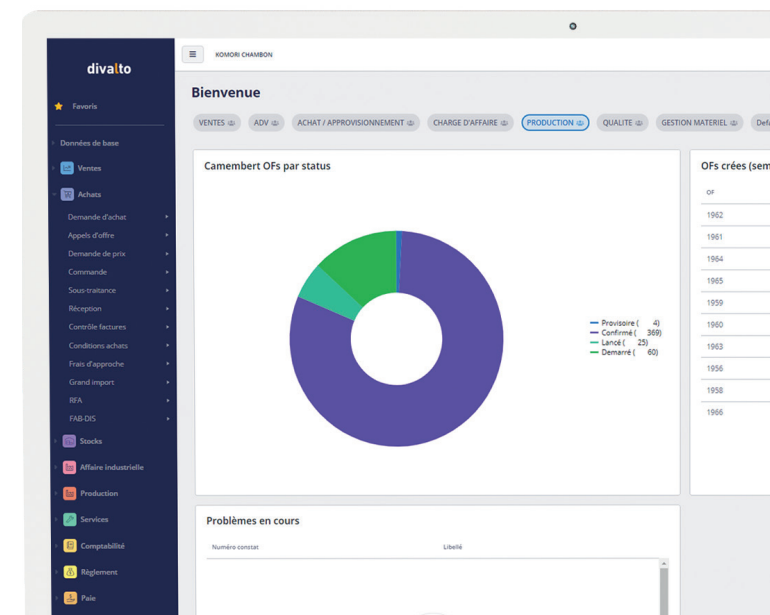 divalto
Favoris
Données de base
Ventes
Achats
Demande d'achat
Appels d'offre
Demande de prix
Commande
Sous-traitance
Réception
Contrôle factures
Conditions achats
Frais d'approche
Grand import
RFA
FAB-DIS
Stocks
Affaire industrielle
Production
Services
Comptabilité
Règlement
Paie
KOMORI CHAMBON
Bienvenue
VENTES ADV ACHAT / APPROVISIONNEMENT CHARGE D'AFFAIRE PRODUCTION QUALITE GESTION MATERIEL Defa
Camembert OFs par status
Provisoire ( 4)
Confirmé ( 369)
Lancé ( 25)
Demarré ( 60)
OFs crées (sem
OF
1962
1961
1964
1965
1959
1960
1963
1956
1958
1966
Problèmes en cours
Numéro constat Libellé